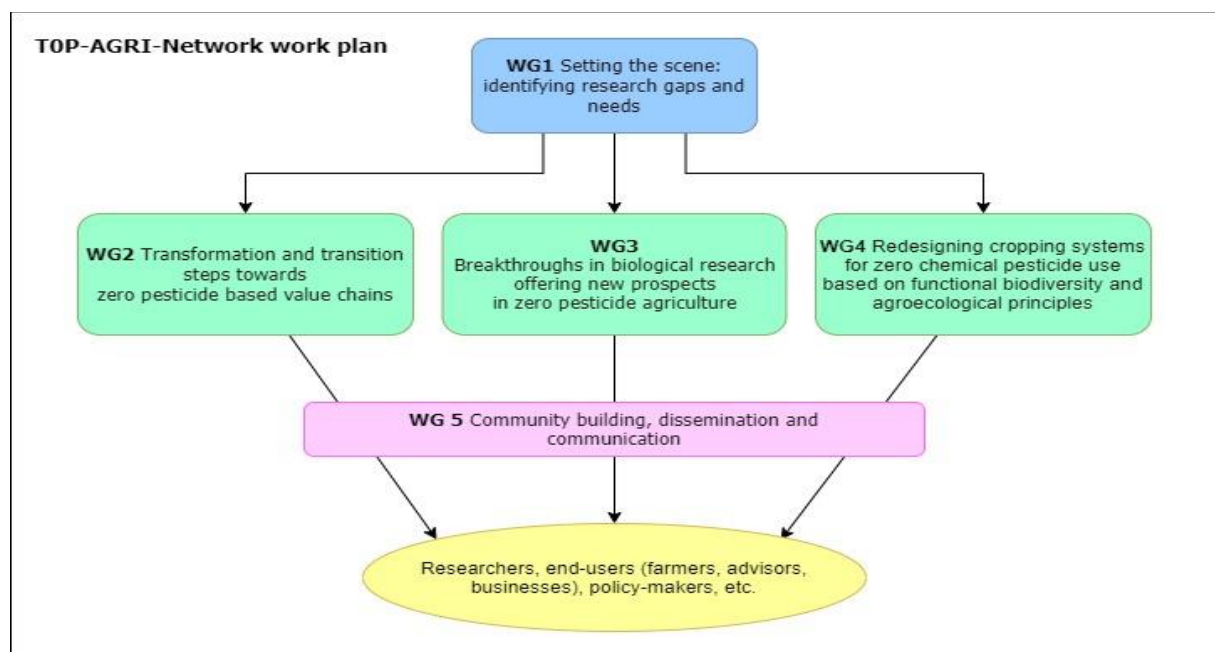 T0P-AGRI-Network work plan
WG1 Setting the scene:
identifying research gaps and
needs
WG2 Transformation and transition
steps towards
zero pesticide based value chains
WG3
Breakthroughs in biological research
offering new prospects
in zero pesticide agriculture
WG4 Redesigning cropping systems
for zero chemical pesticide use
based on functional biodiversity and
agroecological principles
WG 5 Community building, dissemination and
communication
Researchers, end-users (farmers, advisors,
businesses), policy-makers, etc.